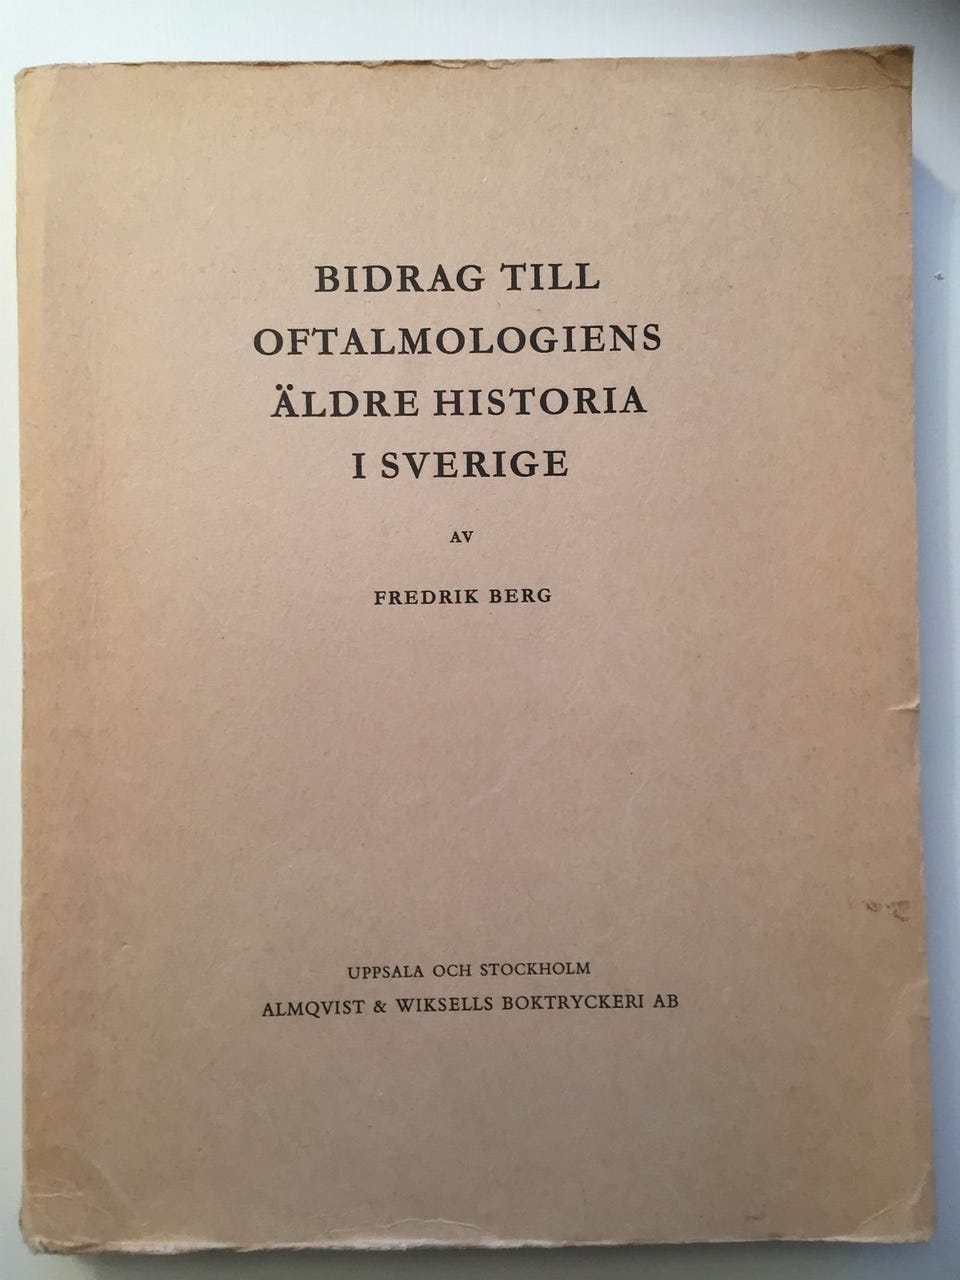 BIDRAG TILL
OFTALMOLOGIENS
ÄLDRE HISTORIA
I SVERIGE
AV
FREDRIK BERG
UPPSALA OCH STOCKHOLM
ALMQVIST & WIKSELLS BOKTRYCKERI AB